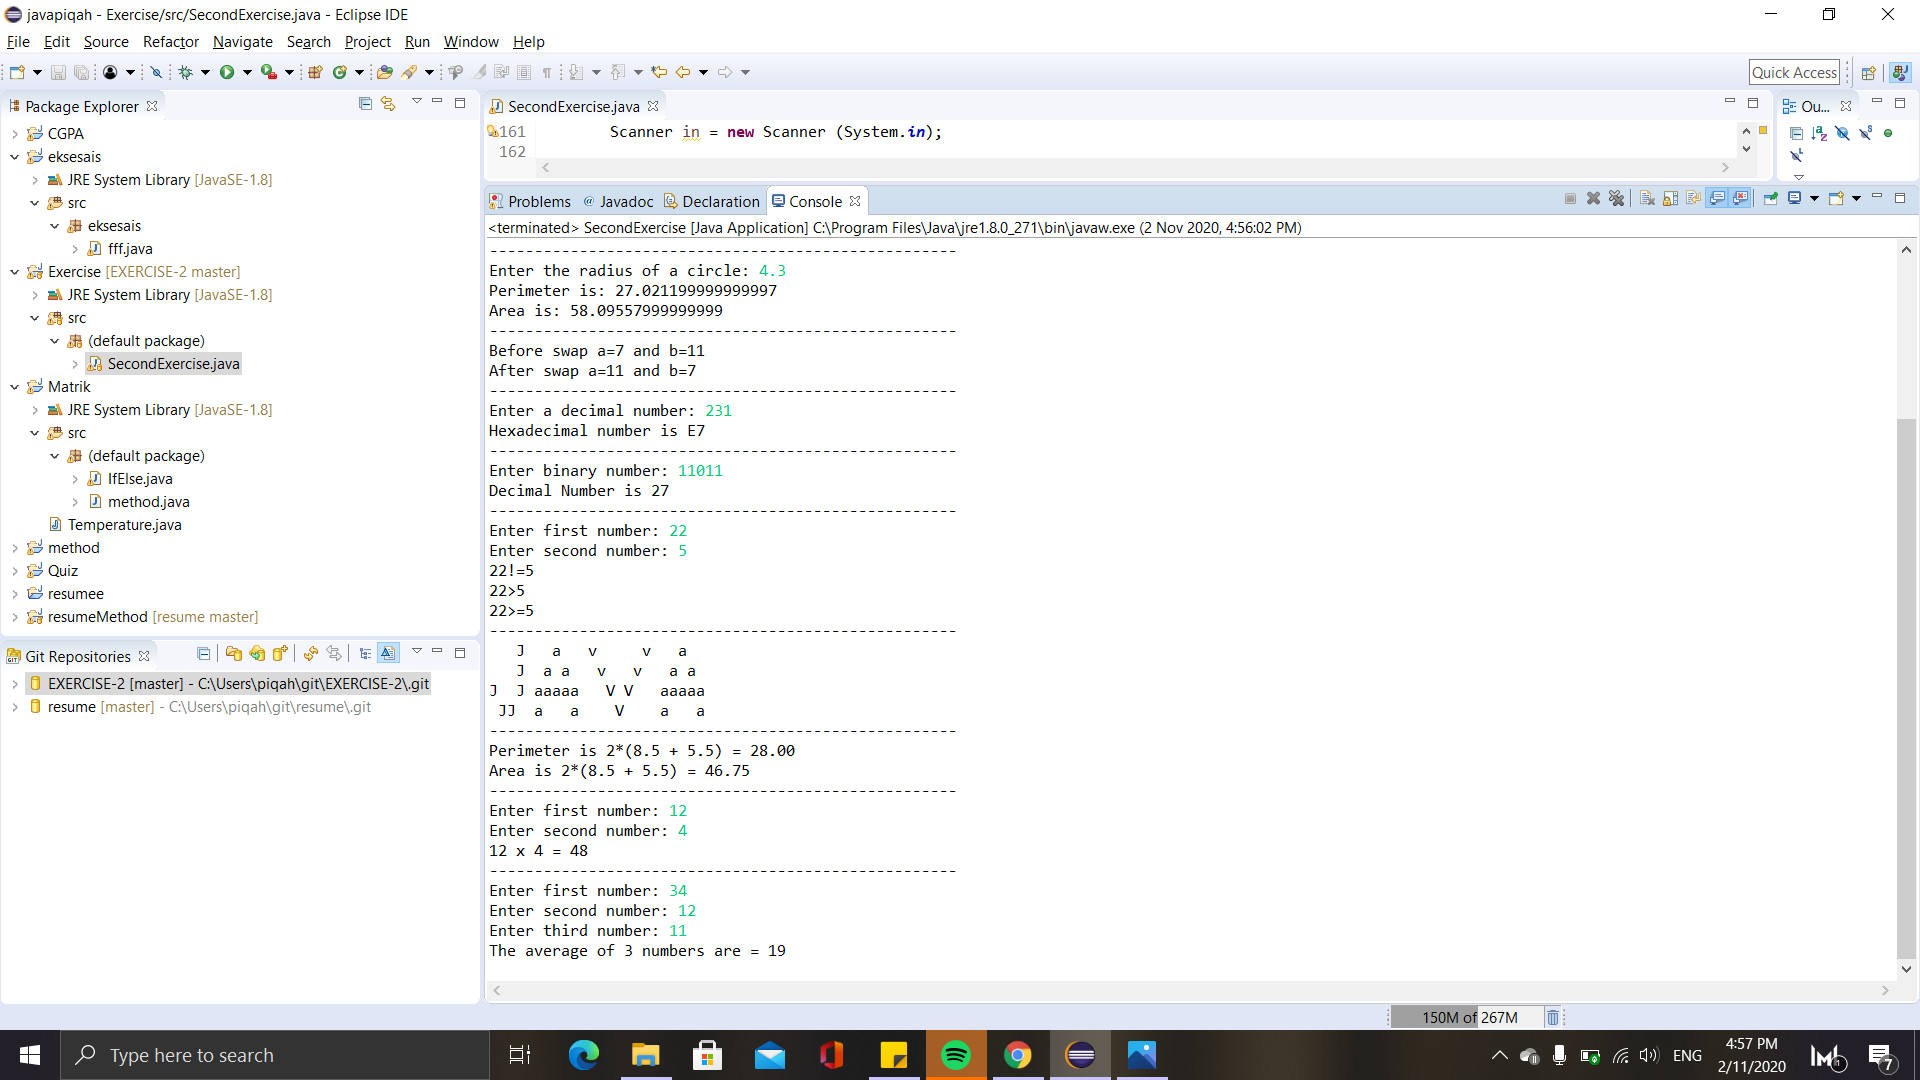 javapiqah - Exercise/src/SecondExercise.java - Eclipse IDE
File Edit Source Refactor Navigate Search Project Run Window Help
Quick Access
Package Explorer
CGPA
eksesais
JRE System Library [JavaSE-1.8]
src
eksesais
fff.java
Exercise [EXERCISE-2 master]
JRE System Library [JavaSE-1.8]
src
(default package)
SecondExercise.java
Matrik
JRE System Library [JavaSE-1.8]
src
(default package)
IfElse.java
method.java
Temperature.java
method
Quiz
resumee
resumeMethod [resume master]
Git Repositories
EXERCISE-2 [master] - C:\Users\piqah\git\EXERCISE-2\.git
resume [master] - C:\Users\piqah\git\resume\.git
SecondExercise.java
161 Scanner in = new Scanner (System.in);
162
Ou...
Problems @ Javadoc Declaration Console
<terminated> SecondExercise [Java Application] C:\Program Files\Java\jre1.8.0_271\bin\javaw.exe (2 Nov 2020, 4:56:02 PM)
----------------------------------------------------
Enter the radius of a circle: 4.3
Perimeter is: 27.021199999999997
Area is: 58.09557999999999
----------------------------------------------------
Before swap a=7 and b=11
After swap a=11 and b=7
----------------------------------------------------
Enter a decimal number: 231
Hexadecimal number is E7
----------------------------------------------------
Enter binary number: 11011
Decimal Number is 27
----------------------------------------------------
Enter first number: 22
Enter second number: 5
22!=5
22>5
22>=5
----------------------------------------------------
   J   a   v     v   a
   J  a a   v   v   a a
J  J aaaaa   V V   aaaaa
 JJ  a   a    V    a   a
----------------------------------------------------
Perimeter is 2*(8.5 + 5.5) = 28.00
Area is 2*(8.5 + 5.5) = 46.75
----------------------------------------------------
Enter first number: 12
Enter second number: 4
12 x 4 = 48
----------------------------------------------------
Enter first number: 34
Enter second number: 12
Enter third number: 11
The average of 3 numbers are = 19
150M of 267M
Type here to search
ENG
4:57 PM
2/11/2020
1
7